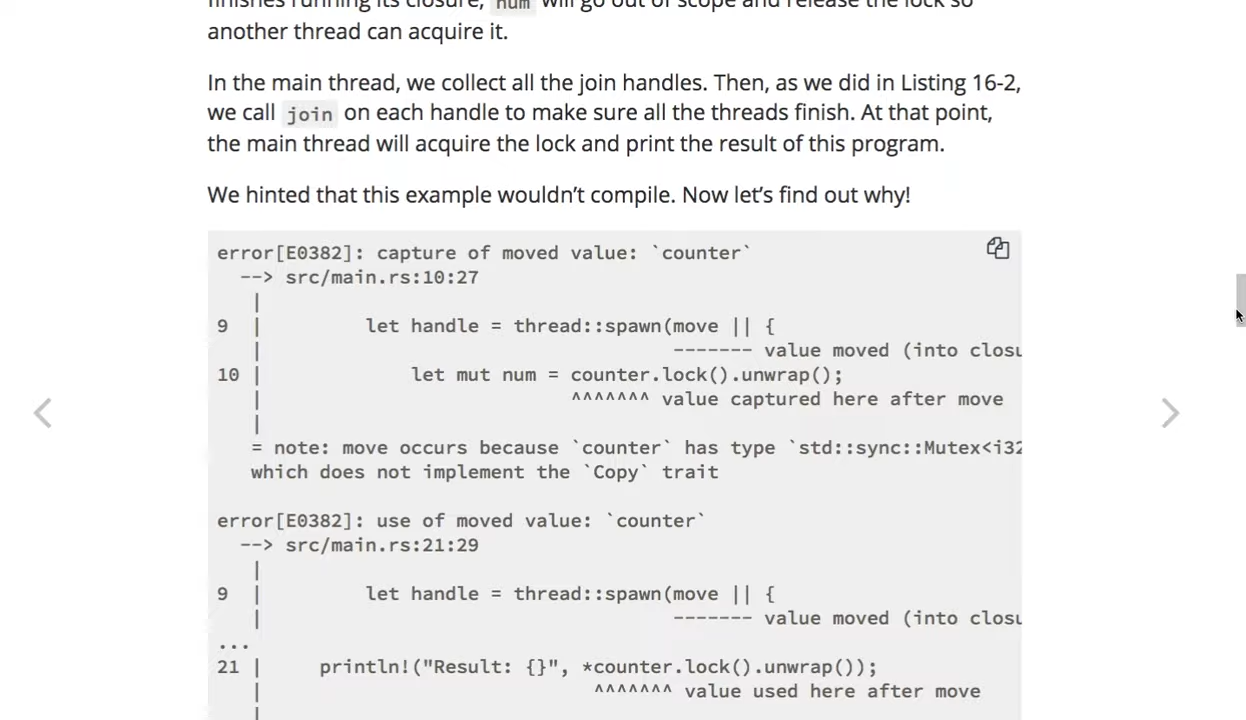 finishes running its closure, num will go out of scope and release the lock so
another thread can acquire it.
In the main thread, we collect all the join handles. Then, as we did in Listing 16-2,
we call join on each handle to make sure all the threads finish. At that point,
the main thread will acquire the lock and print the result of this program.
We hinted that this example wouldn’t compile. Now let’s find out why!
error[E0382]: capture of moved value: `counter`
  --> src/main.rs:10:27
   |
9  |         let handle = thread::spawn(move || {
   |                                    ------- value moved (into closu
10 |             let mut num = counter.lock().unwrap();
   |                           ^^^^^^^ value captured here after move
   |
   = note: move occurs because `counter` has type `std::sync::Mutex<i32
   which does not implement the `Copy` trait
error[E0382]: use of moved value: `counter`
  --> src/main.rs:21:29
   |
9  |         let handle = thread::spawn(move || {
   |                                    ------- value moved (into closu
...
21 |     println!("Result: {}", *counter.lock().unwrap());
   |                             ^^^^^^^ value used here after move
   |